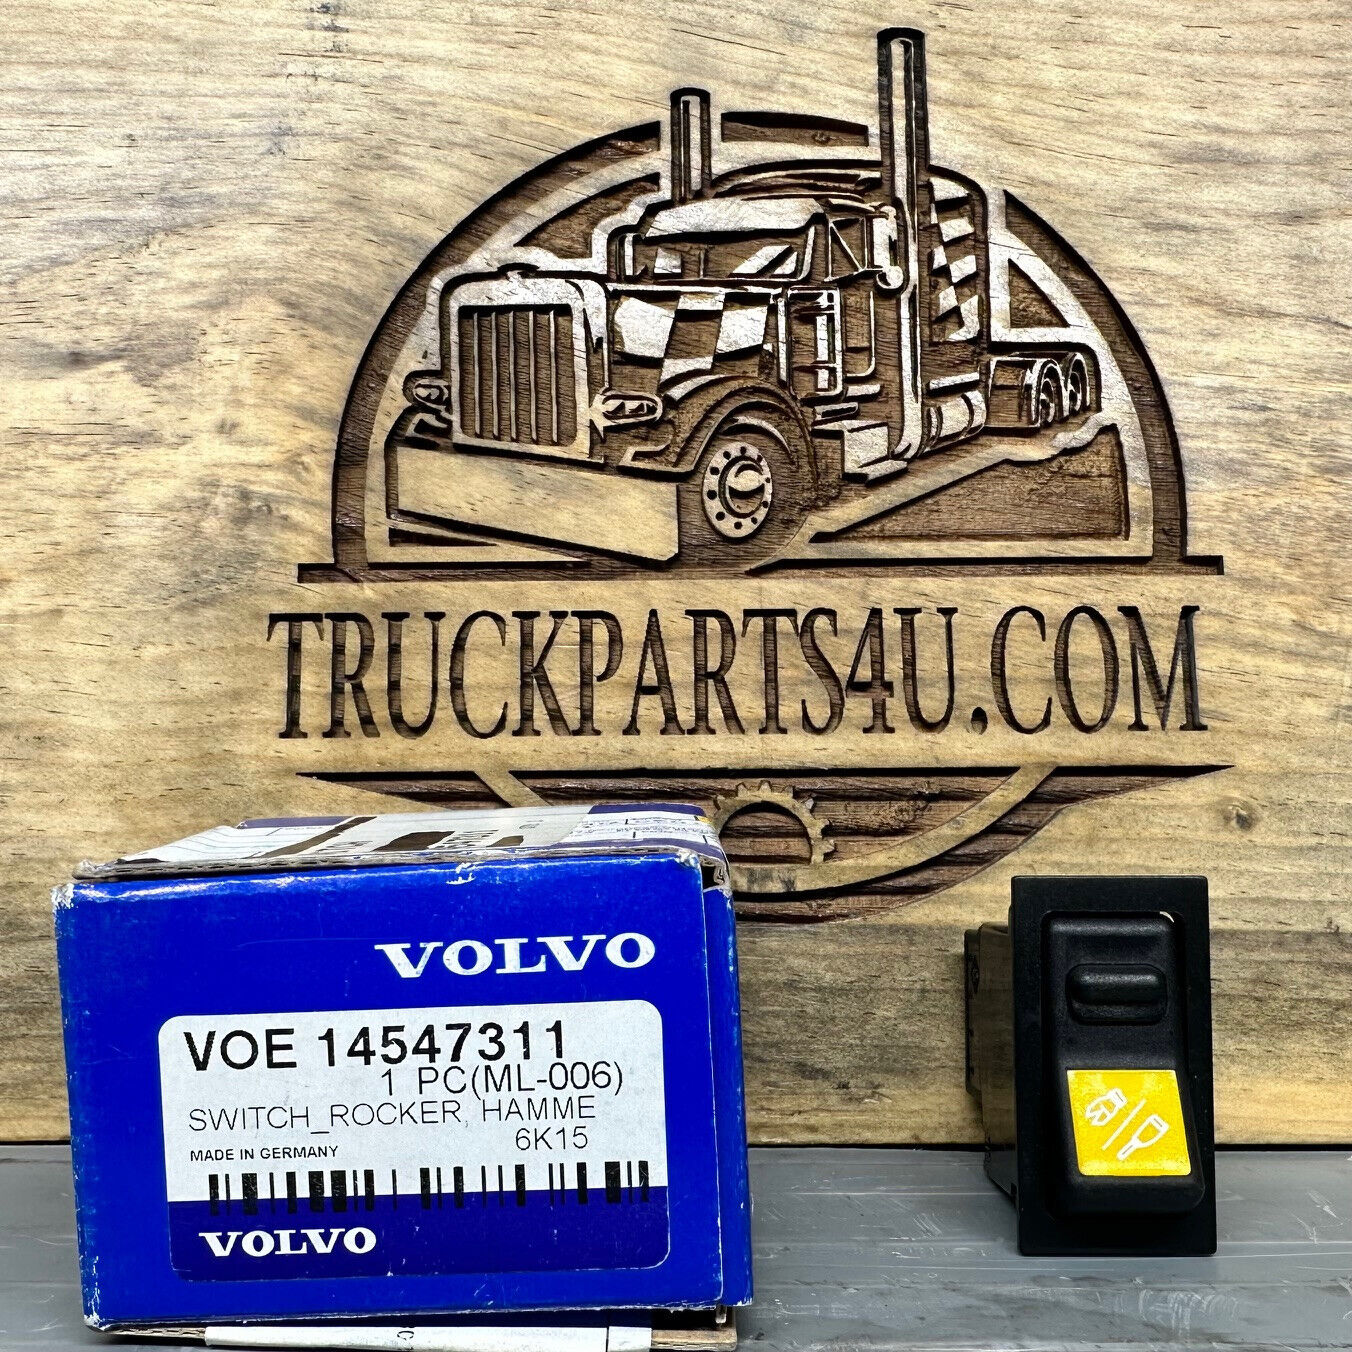 TRUCKPARTS4U.COM
VOLVO
VOE 14547311
1 PC(ML-006)
SWITCH_ROCKER, HAMME
6K15
MADE IN GERMANY
VOLVO